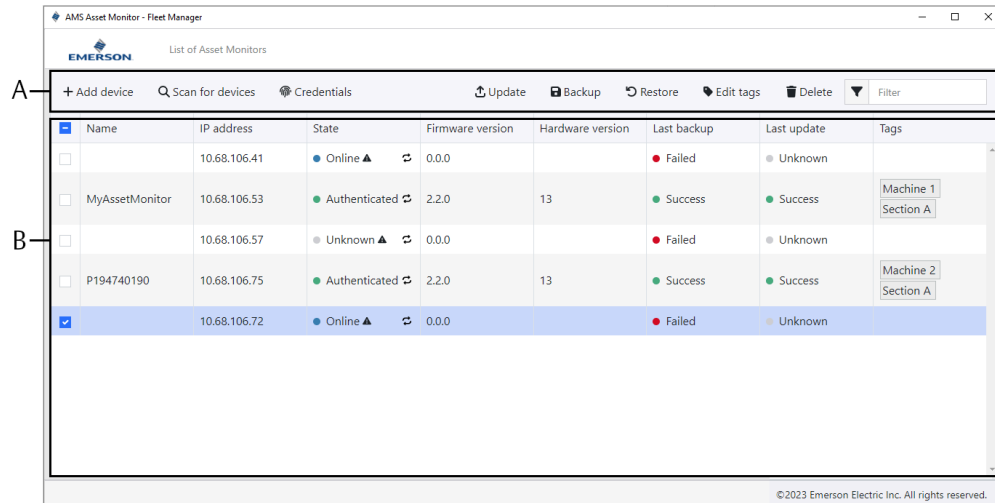 AMS Asset Monitor - Fleet Manager
EMERSON
List of Asset Monitors
A
Add device Scan for devices Credentials Update Backup Restore Edit tags Delete Filter
Name IP address State Firmware version Hardware version Last backup Last update Tags
10.68.106.41 Online 0.0.0 Failed Unknown
MyAssetMonitor 10.68.106.53 Authenticated 2.2.0 13 Success Success Machine 1
Section A
B
10.68.106.57 Unknown 0.0.0 Failed Unknown
P194740190 10.68.106.75 Authenticated 2.2.0 13 Success Success Machine 2
Section A
10.68.106.72 Online 0.0.0 Failed Unknown
©2023 Emerson Electric Inc. All rights reserved.